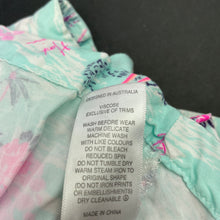 DESIGNED IN AUSTRALIA
VISCOSE
EXCLUSIVE OF TRIMS
WASH BEFORE WEAR
WARM DELICATE
MACHINE WASH
WITH LIKE COLOURS
DO NOT BLEACH
REDUCED SPIN
DO NOT TUMBLE DRY
WARM STEAM IRON TO
ORIGINAL SHAPE
/DO NOT IRON PRINTS
OR EMBELLISHMENTS
DRY CLEANABLE
MADE IN CHINA